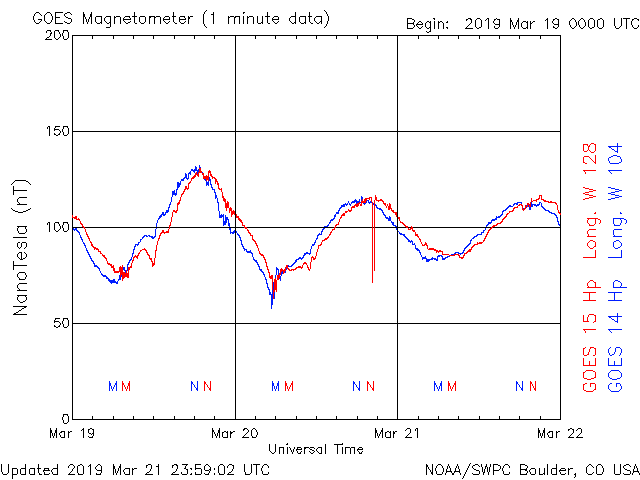 GOES Magnetometer (1 minute data)
Begin: 2019 Mar 19 0000 UTC
200
150
100
50
0
NanoTesla (nT)
M M N N M M N N M M N N
Mar 19 Mar 20 Mar 21 Mar 22
Universal Time
GOES 15 Hp Long. W 128
GOES 14 Hp Long. W 104
Updated 2019 Mar 21 23:59:02 UTC
NOAA/SWPC Boulder, CO USA